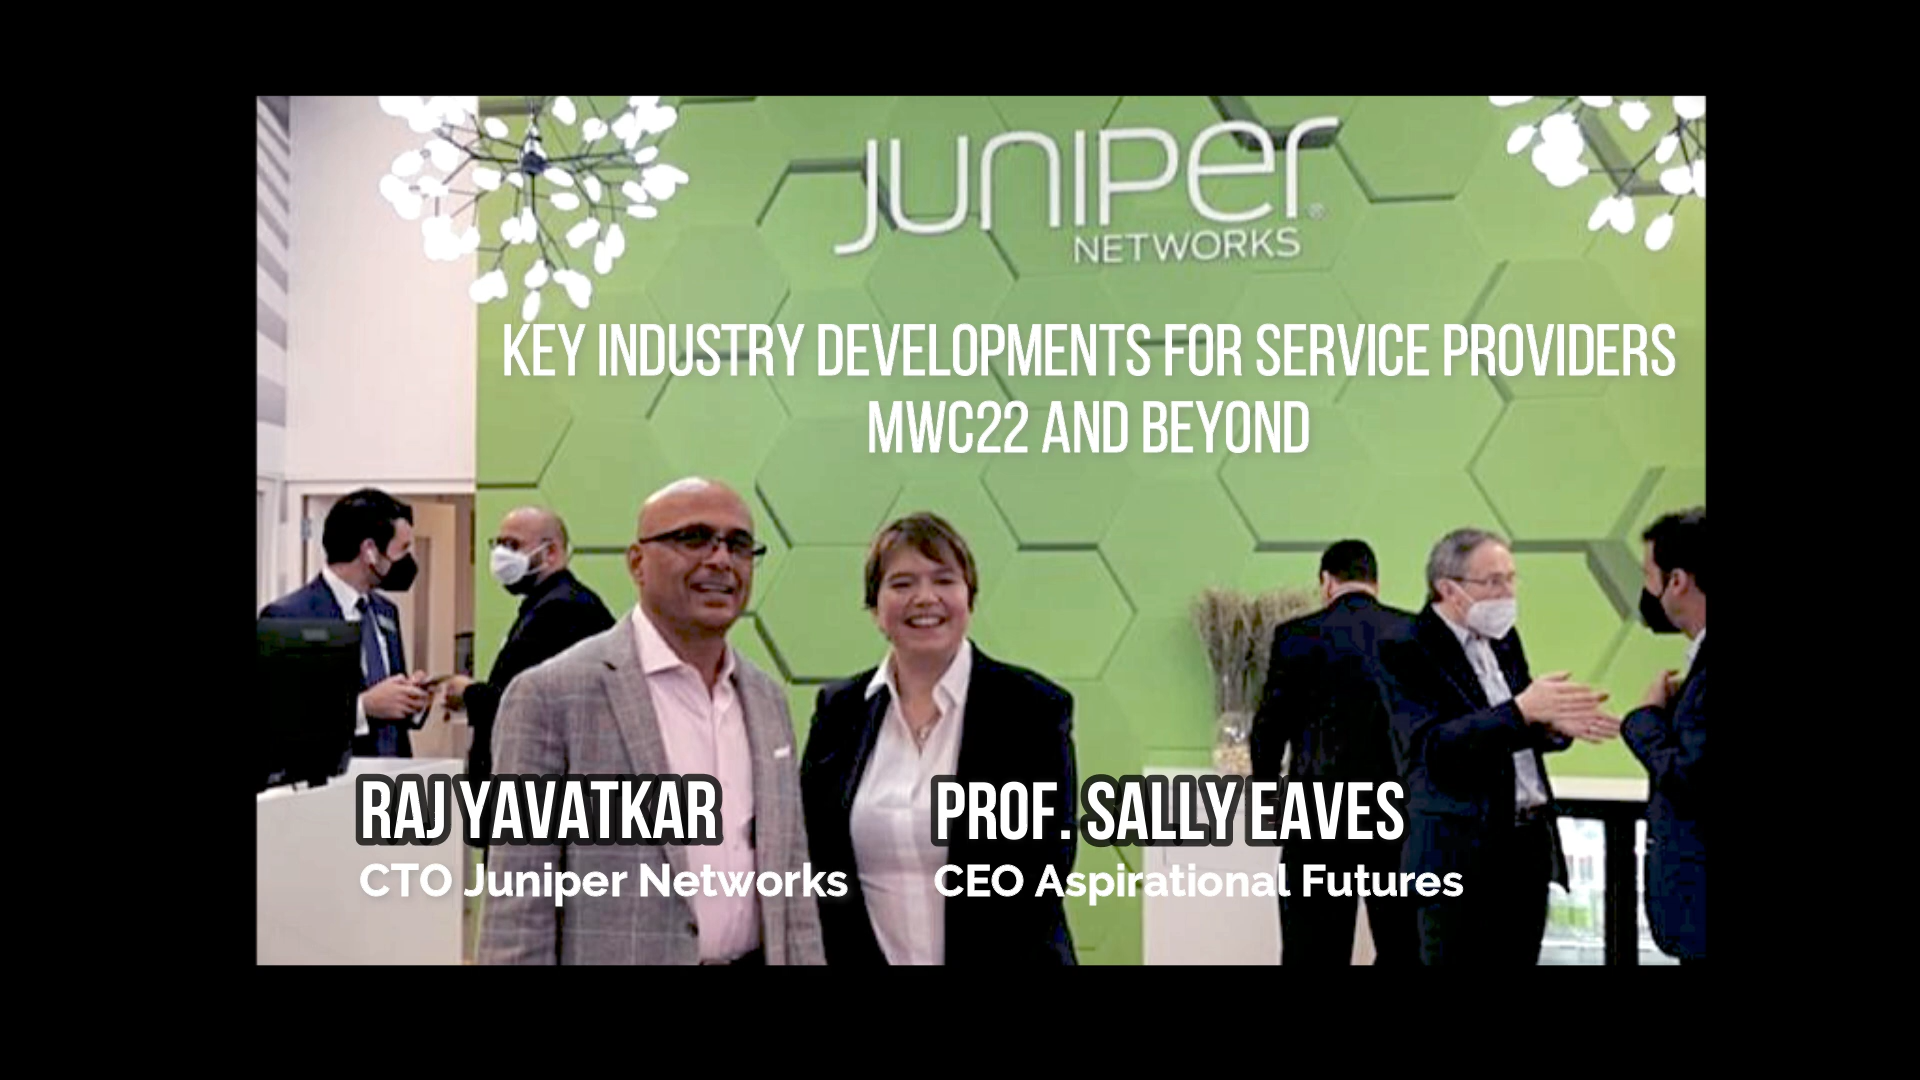 JUNIPER
NETWORKS
KEY INDUSTRY DEVELOPMENTS FOR SERVICE PROVIDERS
MWC22 AND BEYOND
RAJ YAVATKAR
CTO Juniper Networks
PROF. SALLY EAVES
CEO Aspirational Futures